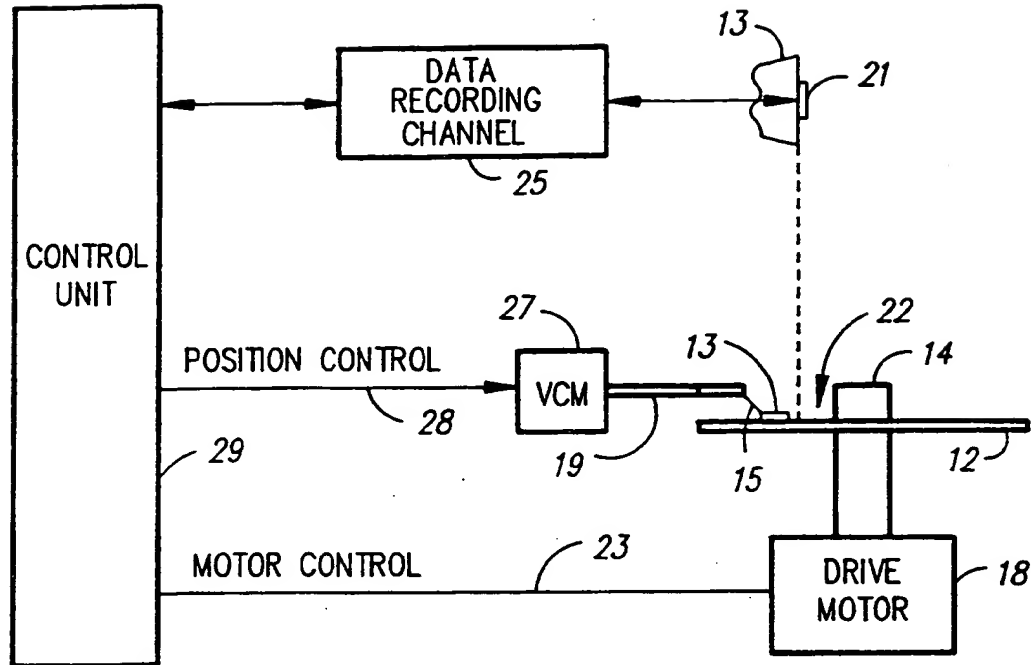 13
21
DATA
RECORDING
CHANNEL
25
CONTROL
UNIT
27
13
22
14
POSITION CONTROL
VCM
28
19
15
12
29
MOTOR CONTROL
23
DRIVE
MOTOR
18